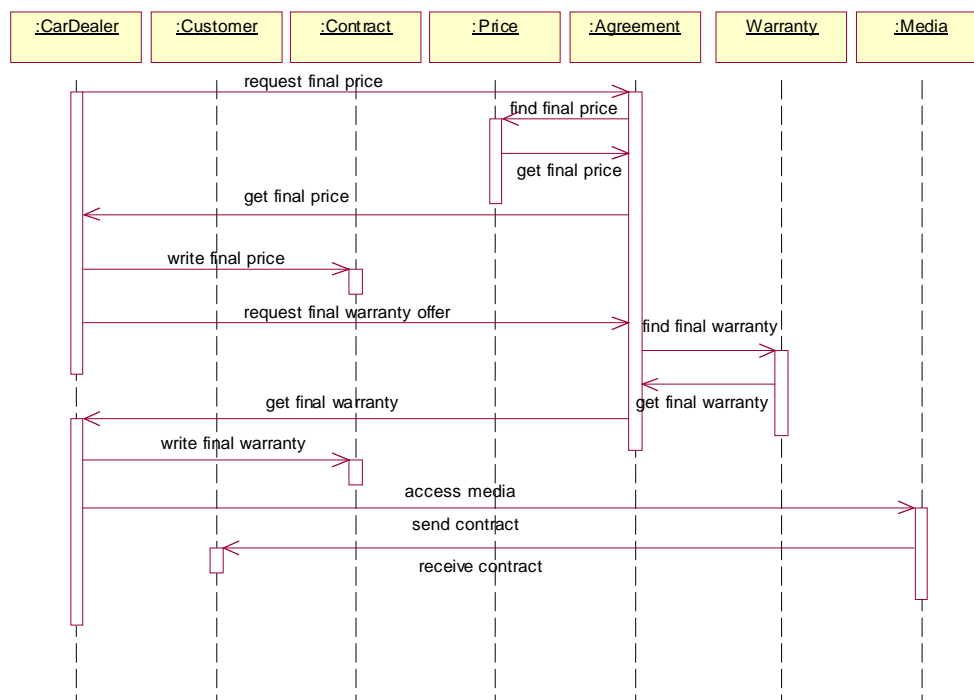 :CarDealer
:Customer
:Contract
:Price
:Agreement
Warranty
:Media
request final price
find final price
get final price
get final price
write final price
request final warranty offer
find final warranty
get final warranty
get final warranty
write final warranty
access media
send contract
receive contract